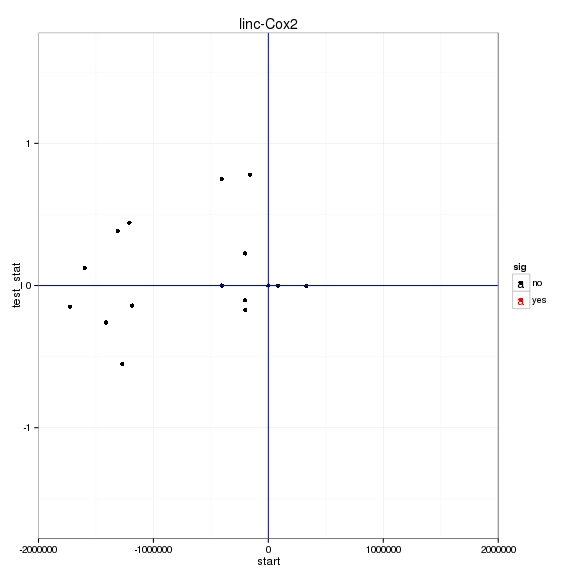 linc-Cox2
test_stat
1
0
-1
-2000000
-1000000
0
1000000
2000000
start
sig
a no
a yes